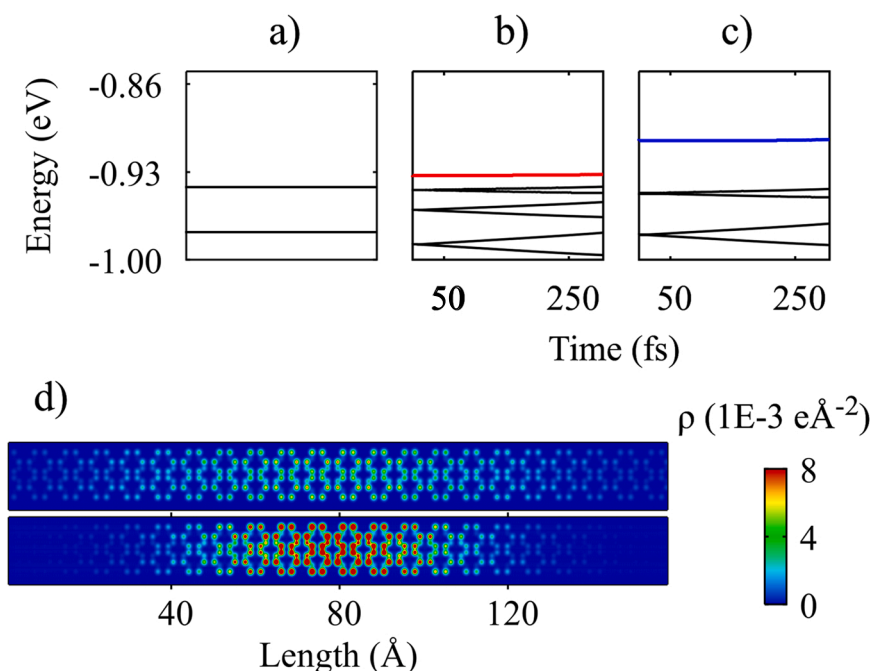 a) b) c)
Energy (eV)
-0.86
-0.93
-1.00
50 250 50 250
Time (fs)
d)
ρ (1E-3 eÅ⁻²)
8
4
0
40 80 120
Length (Å)